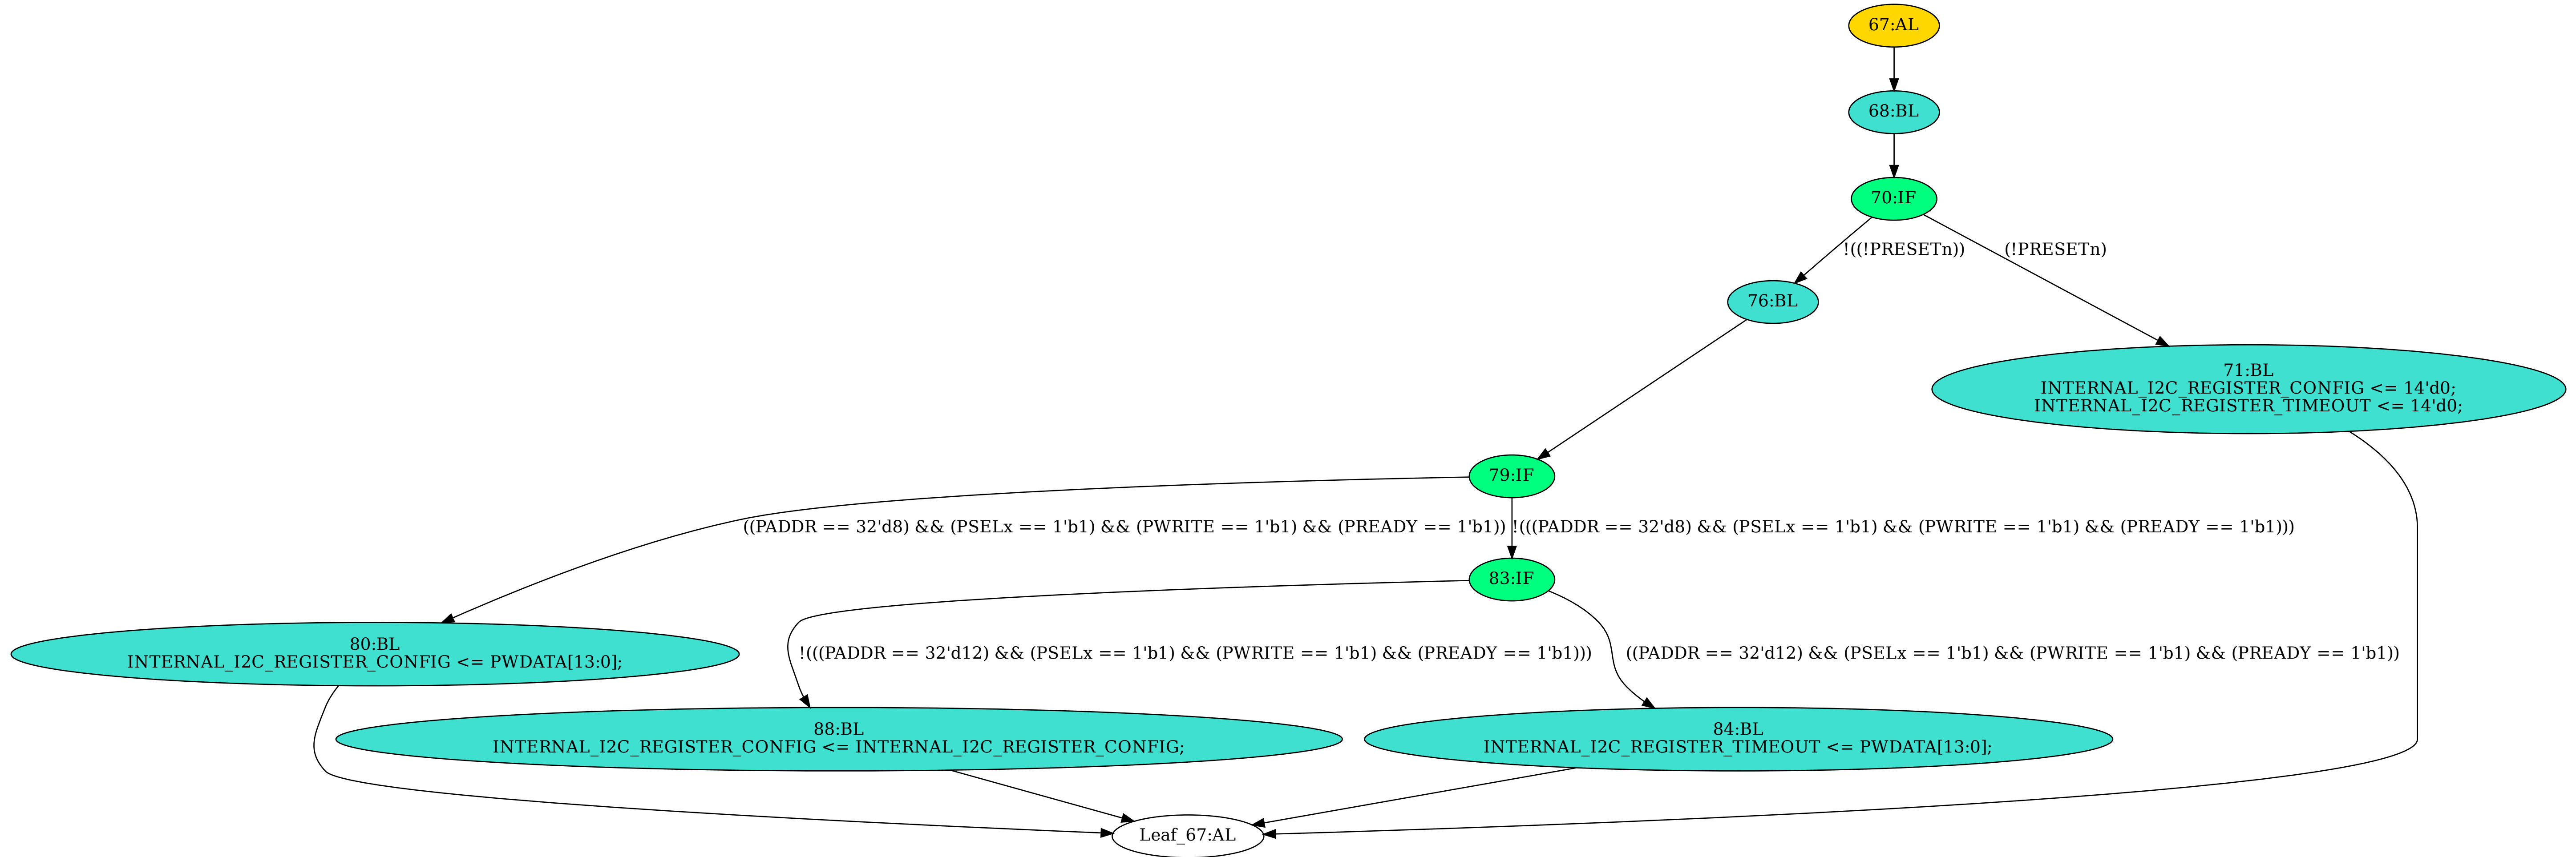 67:AL
68:BL
70:IF
!((!PRESETn))
(!PRESETn)
76:BL
71:BL
INTERNAL_I2C_REGISTER_CONFIG <= 14'd0;
INTERNAL_I2C_REGISTER_TIMEOUT <= 14'd0;
79:IF
((PADDR == 32'd8) && (PSELx == 1'b1) && (PWRITE == 1'b1) && (PREADY == 1'b1))
!(((PADDR == 32'd8) && (PSELx == 1'b1) && (PWRITE == 1'b1) && (PREADY == 1'b1)))
83:IF
80:BL
INTERNAL_I2C_REGISTER_CONFIG <= PWDATA[13:0];
!(((PADDR == 32'd12) && (PSELx == 1'b1) && (PWRITE == 1'b1) && (PREADY == 1'b1)))
((PADDR == 32'd12) && (PSELx == 1'b1) && (PWRITE == 1'b1) && (PREADY == 1'b1))
88:BL
INTERNAL_I2C_REGISTER_CONFIG <= INTERNAL_I2C_REGISTER_CONFIG;
84:BL
INTERNAL_I2C_REGISTER_TIMEOUT <= PWDATA[13:0];
Leaf_67:AL